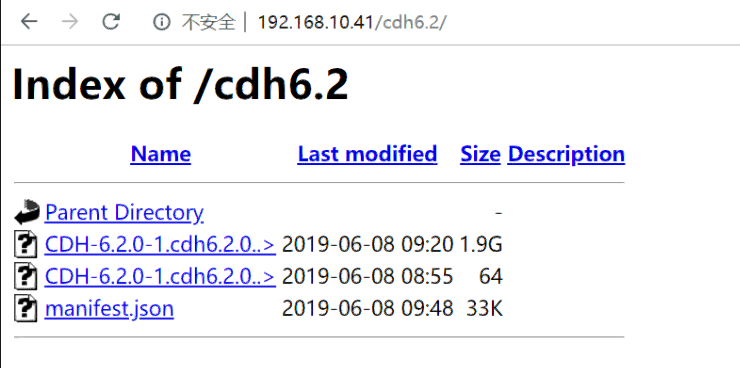 不安全 | 192.168.10.41/cdh6.2/
Index of /cdh6.2
Name Last modified Size Description
Parent Directory -
CDH-6.2.0-1.cdh6.2.0..> 2019-06-08 09:20 1.9G
CDH-6.2.0-1.cdh6.2.0..> 2019-06-08 08:55 64
manifest.json 2019-06-08 09:48 33K